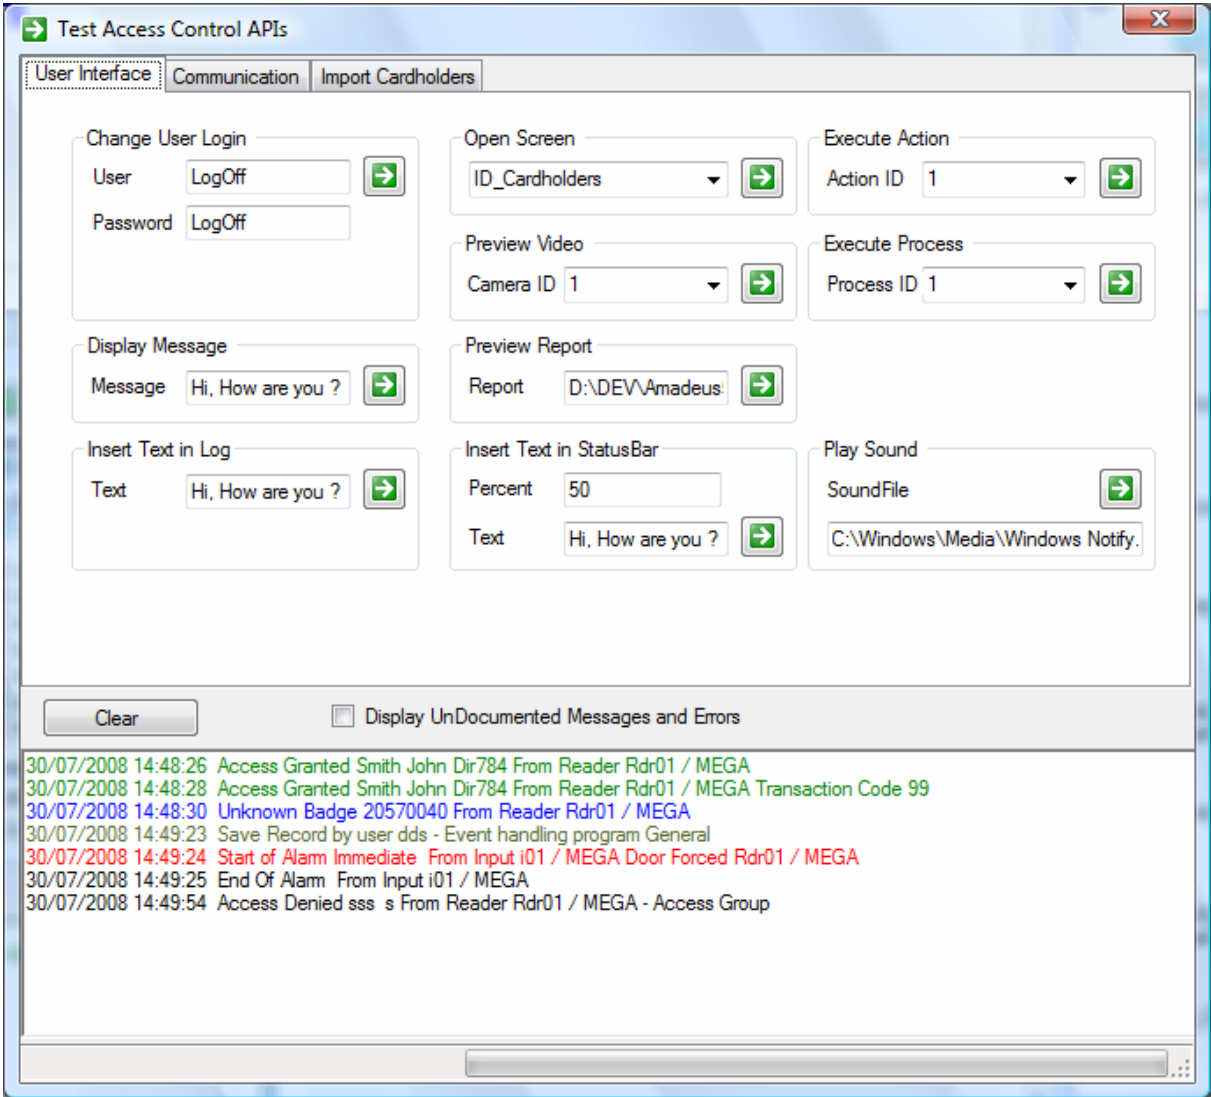 Test Access Control APIs
User Interface
Communication
Import Cardholders
Change User Login
User LogOff
Password LogOff
Open Screen
ID_Cardholders
Execute Action
Action ID 1
Preview Video
Camera ID 1
Execute Process
Process ID 1
Display Message
Message Hi, How are you ?
Preview Report
Report D:\DEV\Amadeus
Insert Text in Log
Text Hi, How are you ?
Insert Text in StatusBar
Percent 50
Text Hi, How are you ?
Play Sound
SoundFile
C:\Windows\Media\Windows Notify.
Clear
Display UnDocumented Messages and Errors
30/07/2008 14:48:26 Access Granted Smith John Dir784 From Reader Rdr01 / MEGA
30/07/2008 14:48:28 Access Granted Smith John Dir784 From Reader Rdr01 / MEGA Transaction Code 99
30/07/2008 14:48:30 Unknown Badge 20570040 From Reader Rdr01 / MEGA
30/07/2008 14:49:23 Save Record by user dds - Event handling program General
30/07/2008 14:49:24 Start of Alarm Immediate From Input i01 / MEGA Door Forced Rdr01 / MEGA
30/07/2008 14:49:25 End Of Alarm From Input i01 / MEGA
30/07/2008 14:49:54 Access Denied sss s From Reader Rdr01 / MEGA - Access Group